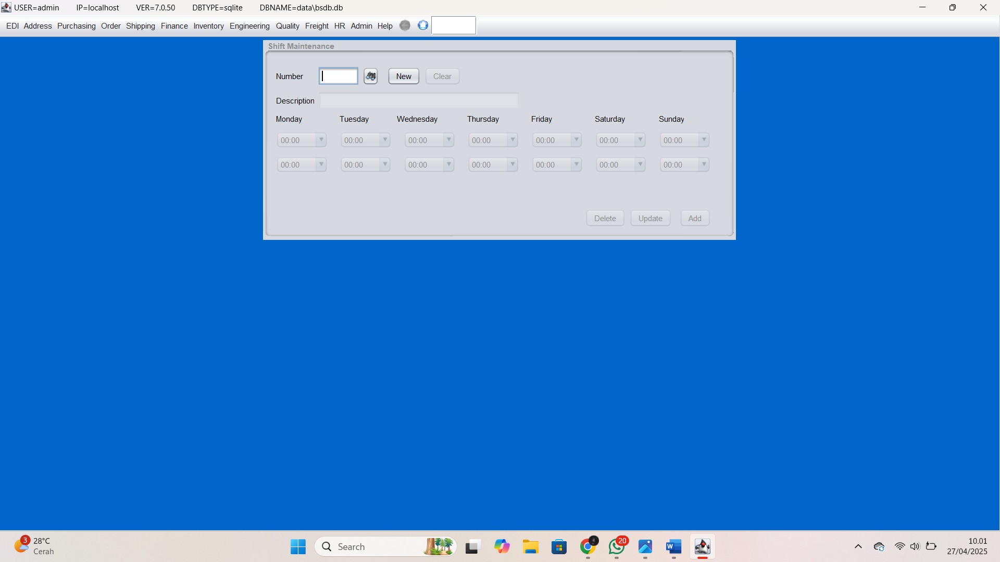 USER=admin IP=localhost VER=7.0.50 DBTYPE=sqlite DBNAME=data\bsdb.db
EDI Address Purchasing Order Shipping Finance Inventory Engineering Quality Freight HR Admin Help
Shift Maintenance
Number New Clear
Description
Monday Tuesday Wednesday Thursday Friday Saturday Sunday
00:00 00:00 00:00 00:00 00:00 00:00 00:00
00:00 00:00 00:00 00:00 00:00 00:00 00:00
Delete Update Add
3 28°C
Cerah
Search
20
W
10.01
27/04/2025